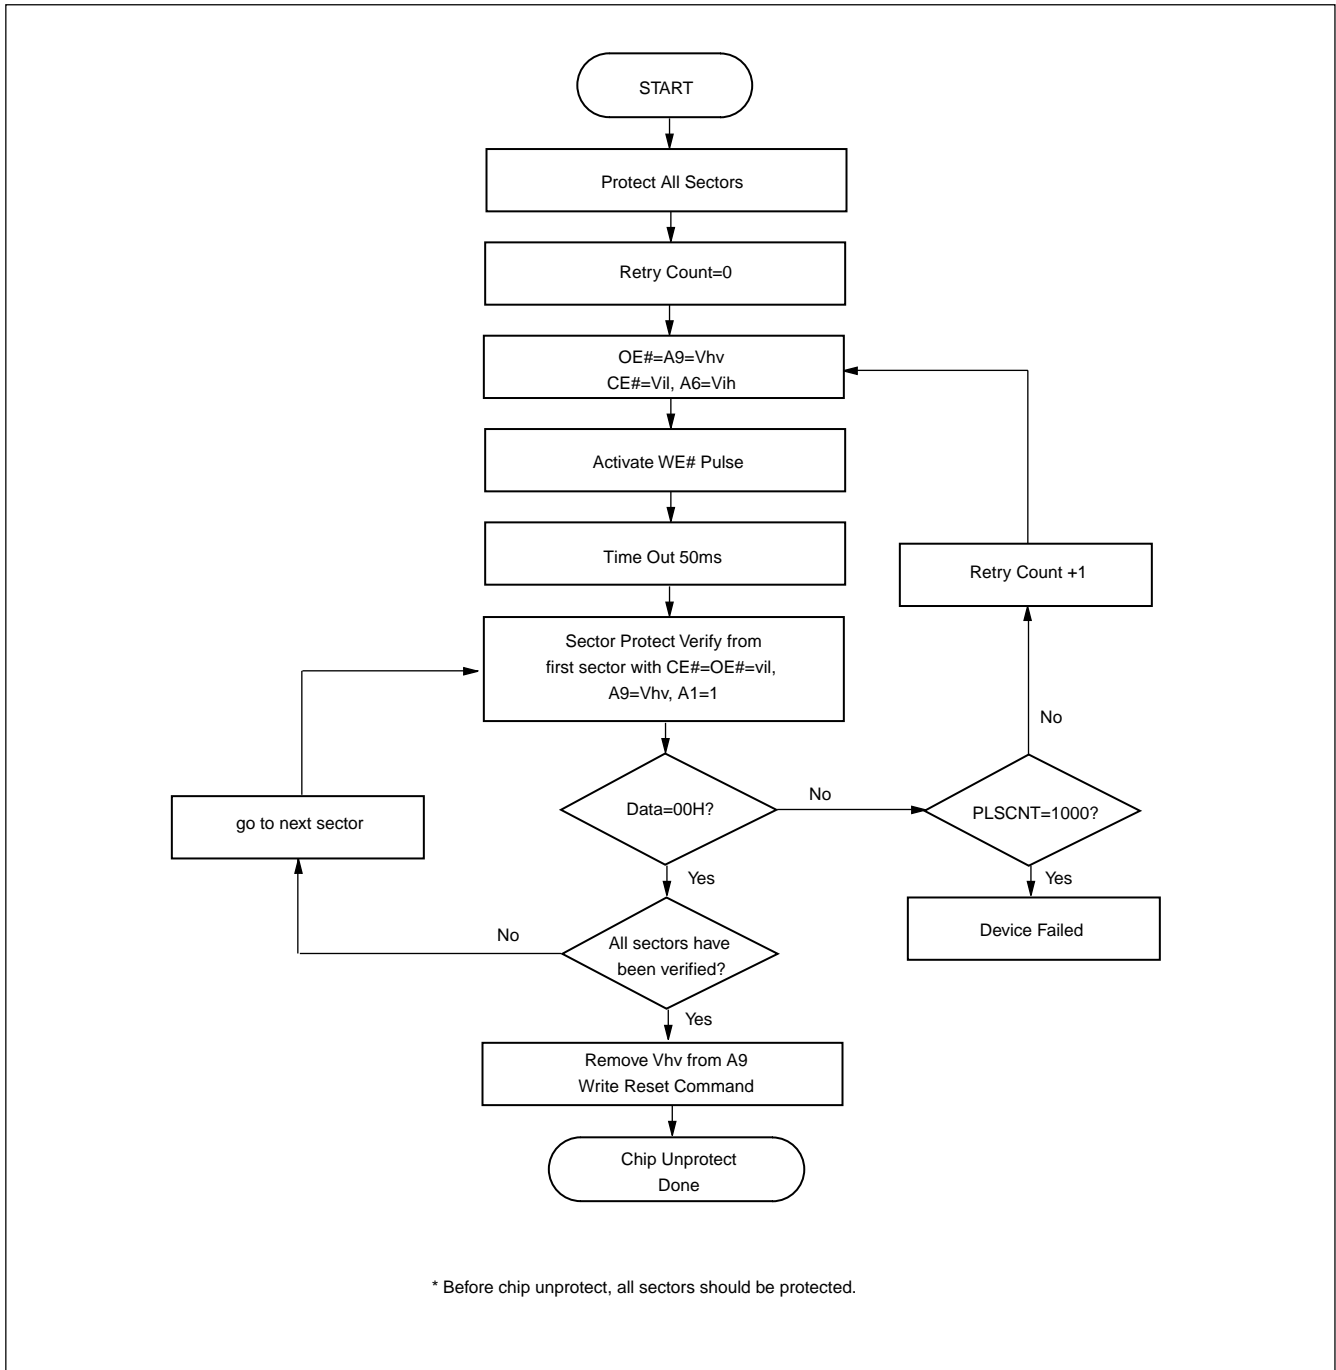 START
Protect All Sectors
Retry Count=0
OE#=A9=Vhv
CE#=Vil, A6=Vih
Activate WE# Pulse
Time Out 50ms
Retry Count +1
Sector Protect Verify from
first sector with CE#=OE#=vil,
A9=Vhv, A1=1
No
Data=00H?
No
PLSCNT=1000?
go to next sector
Yes
Yes
Device Failed
No
All sectors have
been verified?
Yes
Remove Vhv from A9
Write Reset Command
Chip Unprotect
Done
* Before chip unprotect, all sectors should be protected.